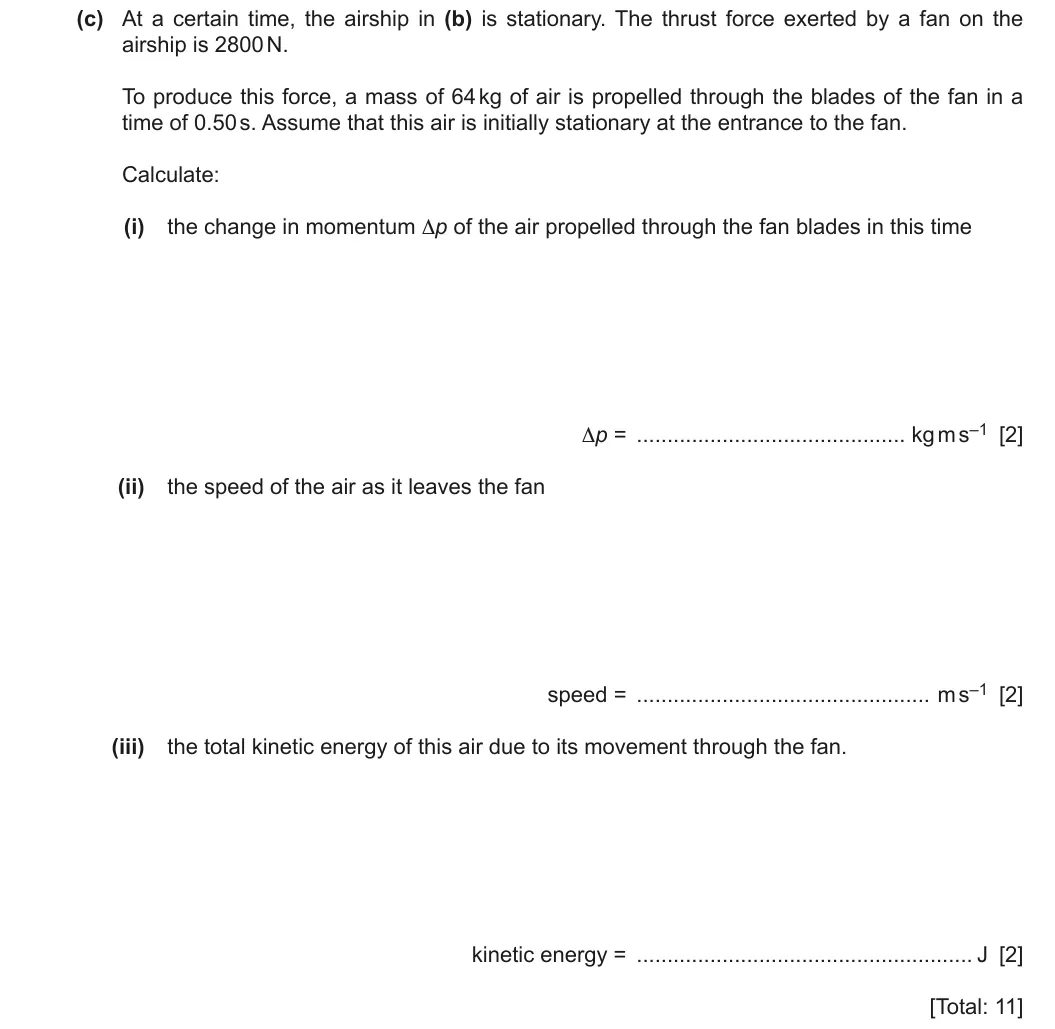 (c) At a certain time, the airship in (b) is stationary. The thrust force exerted by a fan on the
airship is 2800 N.
To produce this force, a mass of 64 kg of air is propelled through the blades of the fan in a
time of 0.50 s. Assume that this air is initially stationary at the entrance to the fan.
Calculate:
(i) the change in momentum Δp of the air propelled through the fan blades in this time
Δp = ............................................ kg m s⁻¹ [2]
(ii) the speed of the air as it leaves the fan
speed = ................................................ m s⁻¹ [2]
(iii) the total kinetic energy of this air due to its movement through the fan.
kinetic energy = ....................................................... J [2]
[Total: 11]